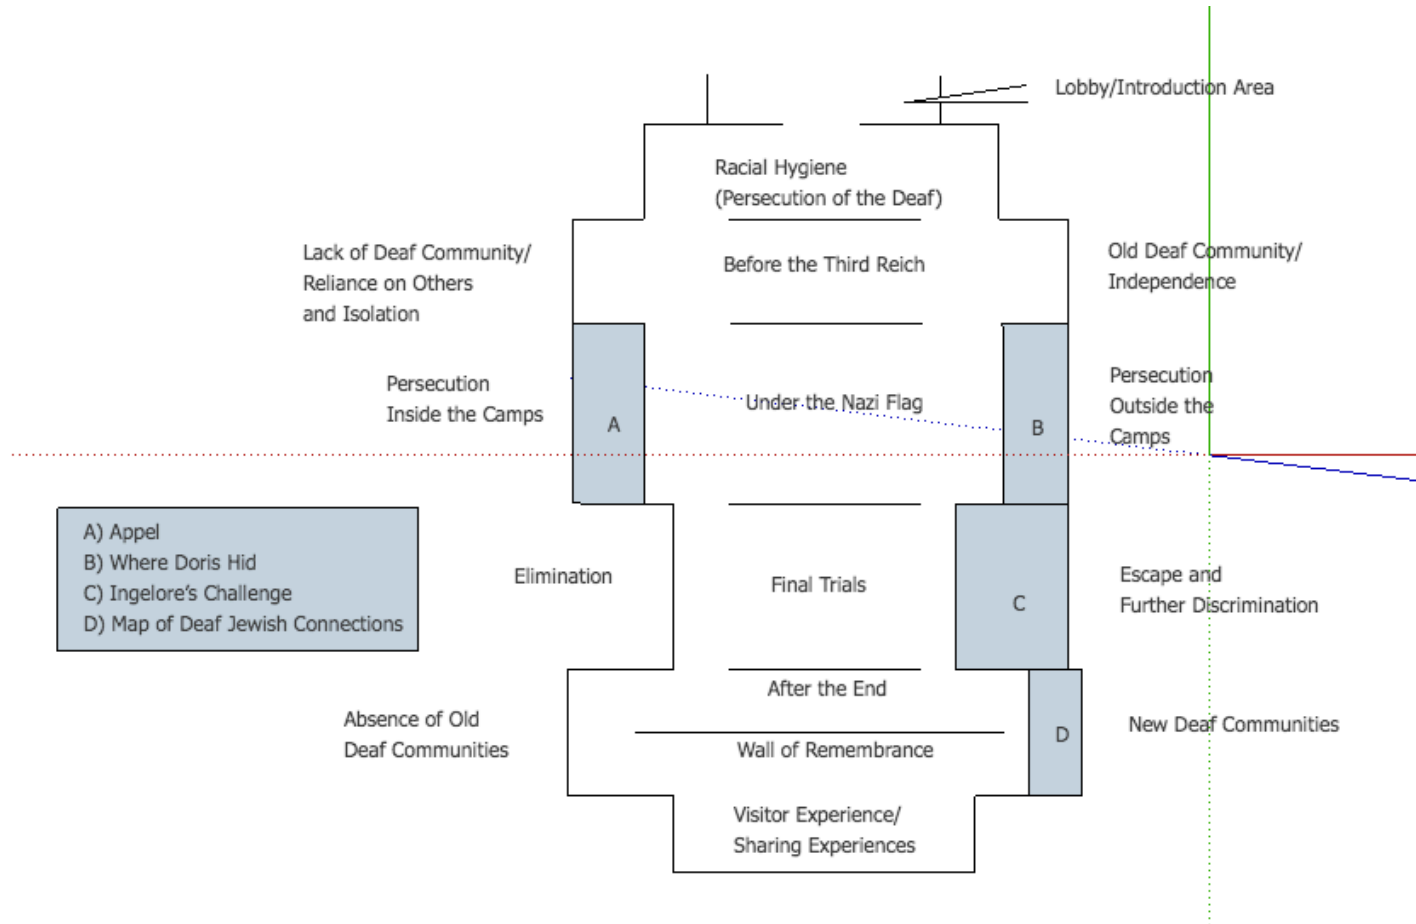 Lobby/Introduction Area
Racial Hygiene
(Persecution of the Deaf)
Lack of Deaf Community/
Reliance on Others
and Isolation
Before the Third Reich
Old Deaf Community/
Independence
Persecution
Inside the Camps
A
Under the Nazi Flag
B
Persecution
Outside the
Camps
A) Appel
B) Where Doris Hid
C) Ingelore's Challenge
D) Map of Deaf Jewish Connections
Elimination
Final Trials
C
Escape and
Further Discrimination
After the End
Absence of Old
Deaf Communities
Wall of Remembrance
D
New Deaf Communities
Visitor Experience/
Sharing Experiences